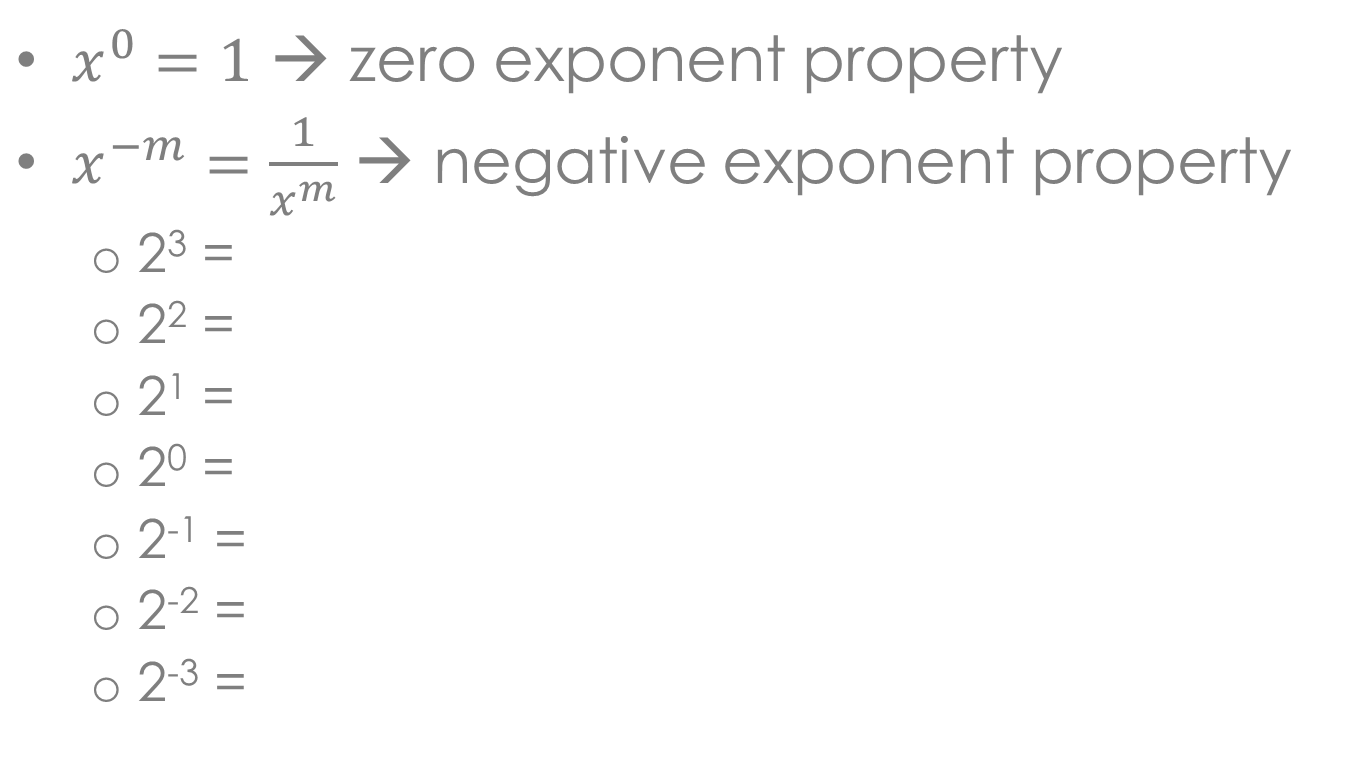 • x⁰ = 1 → zero exponent property
• x⁻ᵐ = 1/xᵐ → negative exponent property
○ 2³ =
○ 2² =
○ 2¹ =
○ 2⁰ =
○ 2⁻¹ =
○ 2⁻² =
○ 2⁻³ =